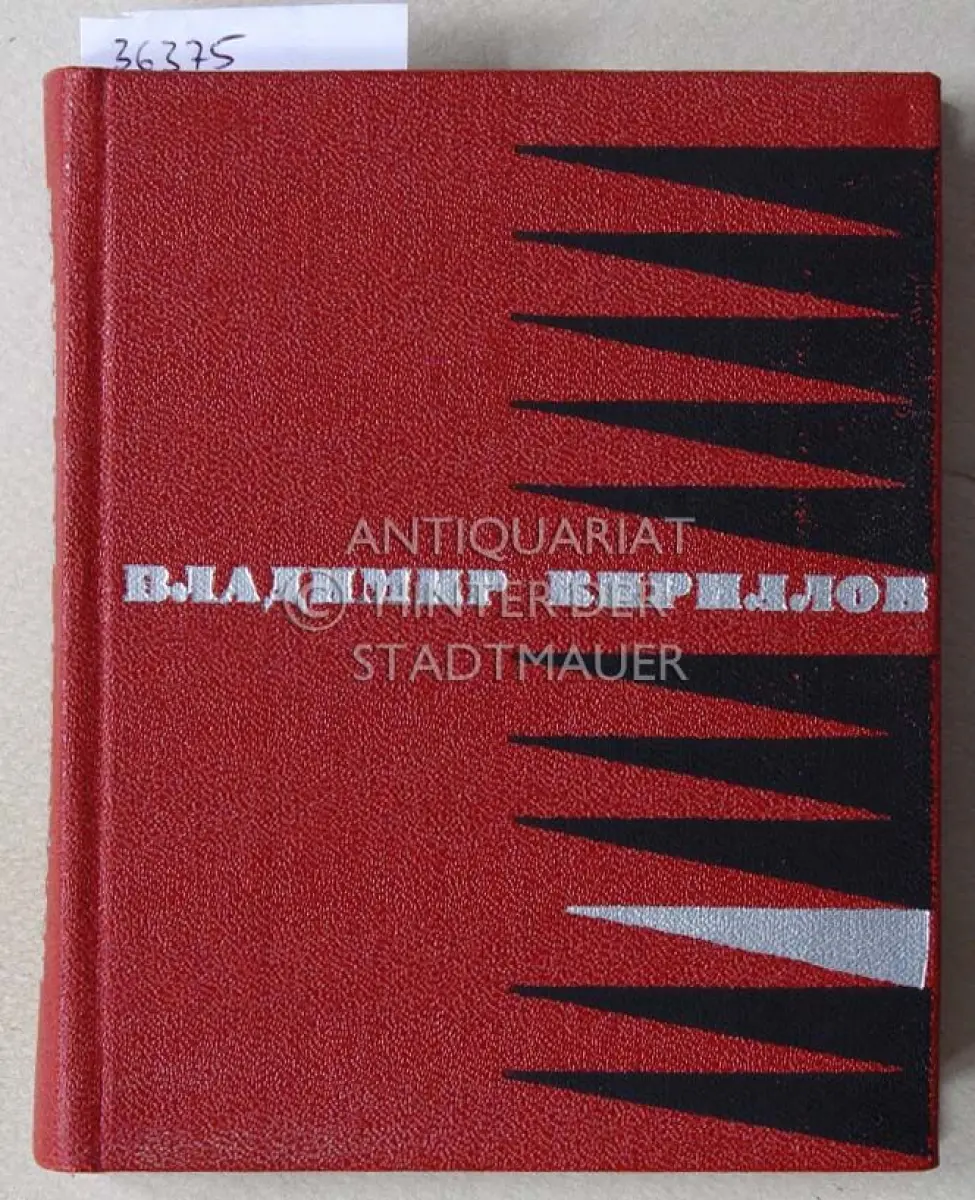 36375
ANTIQUARIAT
ВЛАДИМИР КИРИЛЛОВ
© HINTER DER
STADTMAUER